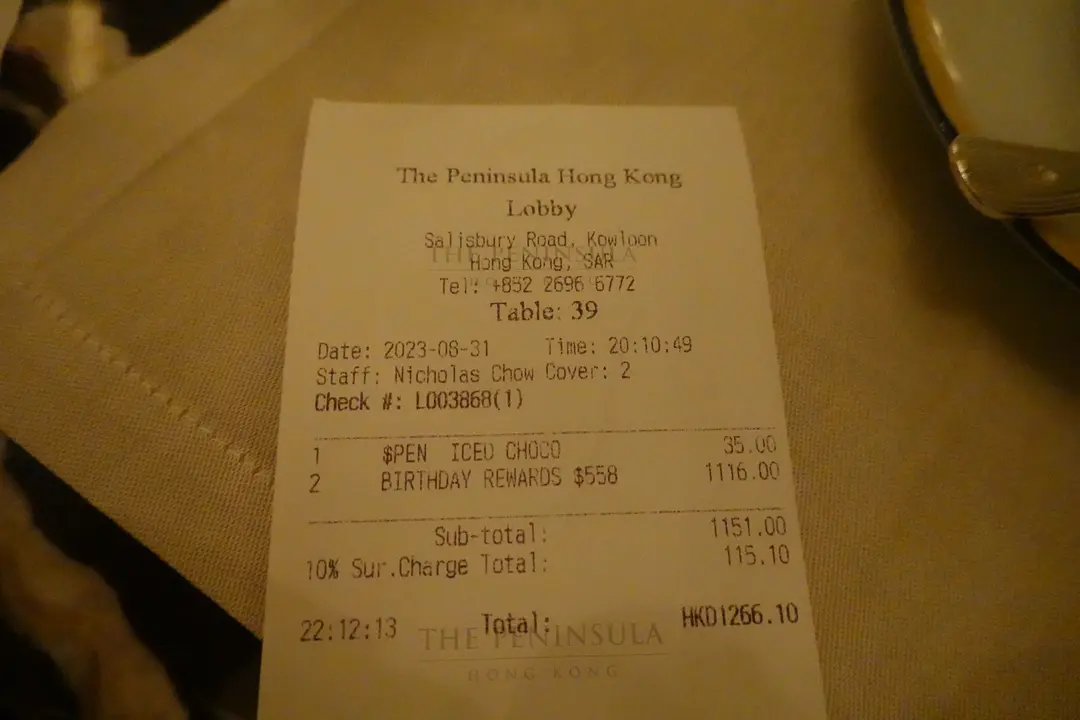 The Peninsula Hong Kong
Lobby
Salisbury Road, Kowloon
THE PENINSULA
Hong Kong, SAR
Tel: +852 2696 6772
Table: 39
Date: 2023-08-31 Time: 20:10:49
Staff: Nicholas Chow Cover: 2
Check #: L003868(1)
1 $PEN ICED CHOCO 35.00
2 BIRTHDAY REWARDS $558 1116.00
Sub-total: 1151.00
10% Sur.Charge Total: 115.10
22:12:13 Total: HKD1266.10
THE PENINSULA
HONG KONG